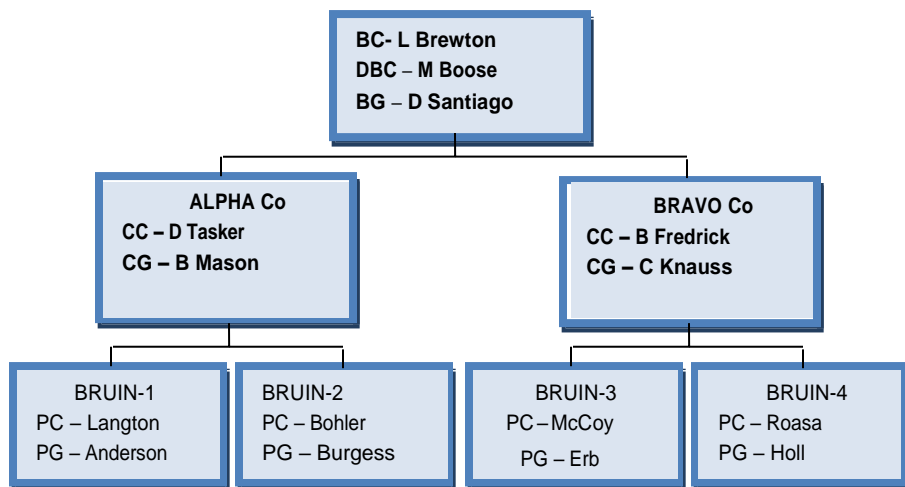 BC- L Brewton
DBC – M Boose
BG – D Santiago
ALPHA Co
CC – D Tasker
CG – B Mason
BRAVO Co
CC – B Fredrick
CG – C Knauss
BRUIN-1
PC – Langton
PG – Anderson
BRUIN-2
PC – Bohler
PG – Burgess
BRUIN-3
PC – McCoy
PG – Erb
BRUIN-4
PC – Roasa
PG – Holl